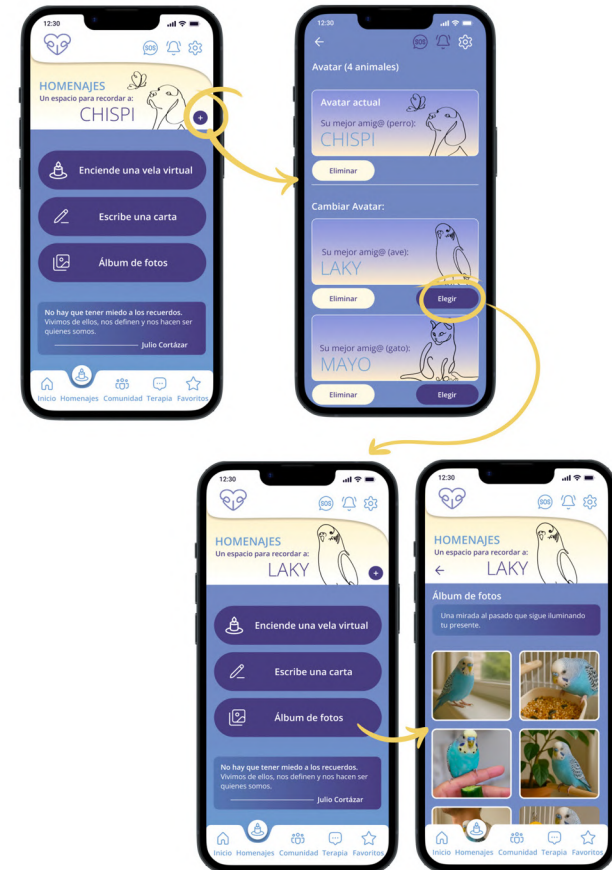 12:30
SOS
HOMENAJES
Un espacio para recordar a:
CHISPI
+
Enciende una vela virtual
Escribe una carta
Álbum de fotos
No hay que tener miedo a los recuerdos.
Vivimos de ellos, nos definen y nos hacen ser
quienes somos.
Julio Cortázar
Inicio Homenajes Comunidad Terapia Favoritos
12:30
SOS
Avatar (4 animales)
Avatar actual
Su mejor amig@ (perro):
CHISPI
Eliminar
Cambiar Avatar:
Su mejor amig@ (ave):
LAKY
Eliminar Elegir
Su mejor amig@ (gato):
MAYO
Eliminar Elegir
12:30
SOS
HOMENAJES
Un espacio para recordar a:
LAKY
+
Enciende una vela virtual
Escribe una carta
Álbum de fotos
No hay que tener miedo a los recuerdos.
Vivimos de ellos, nos definen y nos hacen ser
quienes somos.
Julio Cortázar
Inicio Homenajes Comunidad Terapia Favoritos
12:30
SOS
HOMENAJES
Un espacio para recordar a:
LAKY
Álbum de fotos
Una mirada al pasado que sigue iluminando
tu presente.
Inicio Homenajes Comunidad Terapia Favoritos